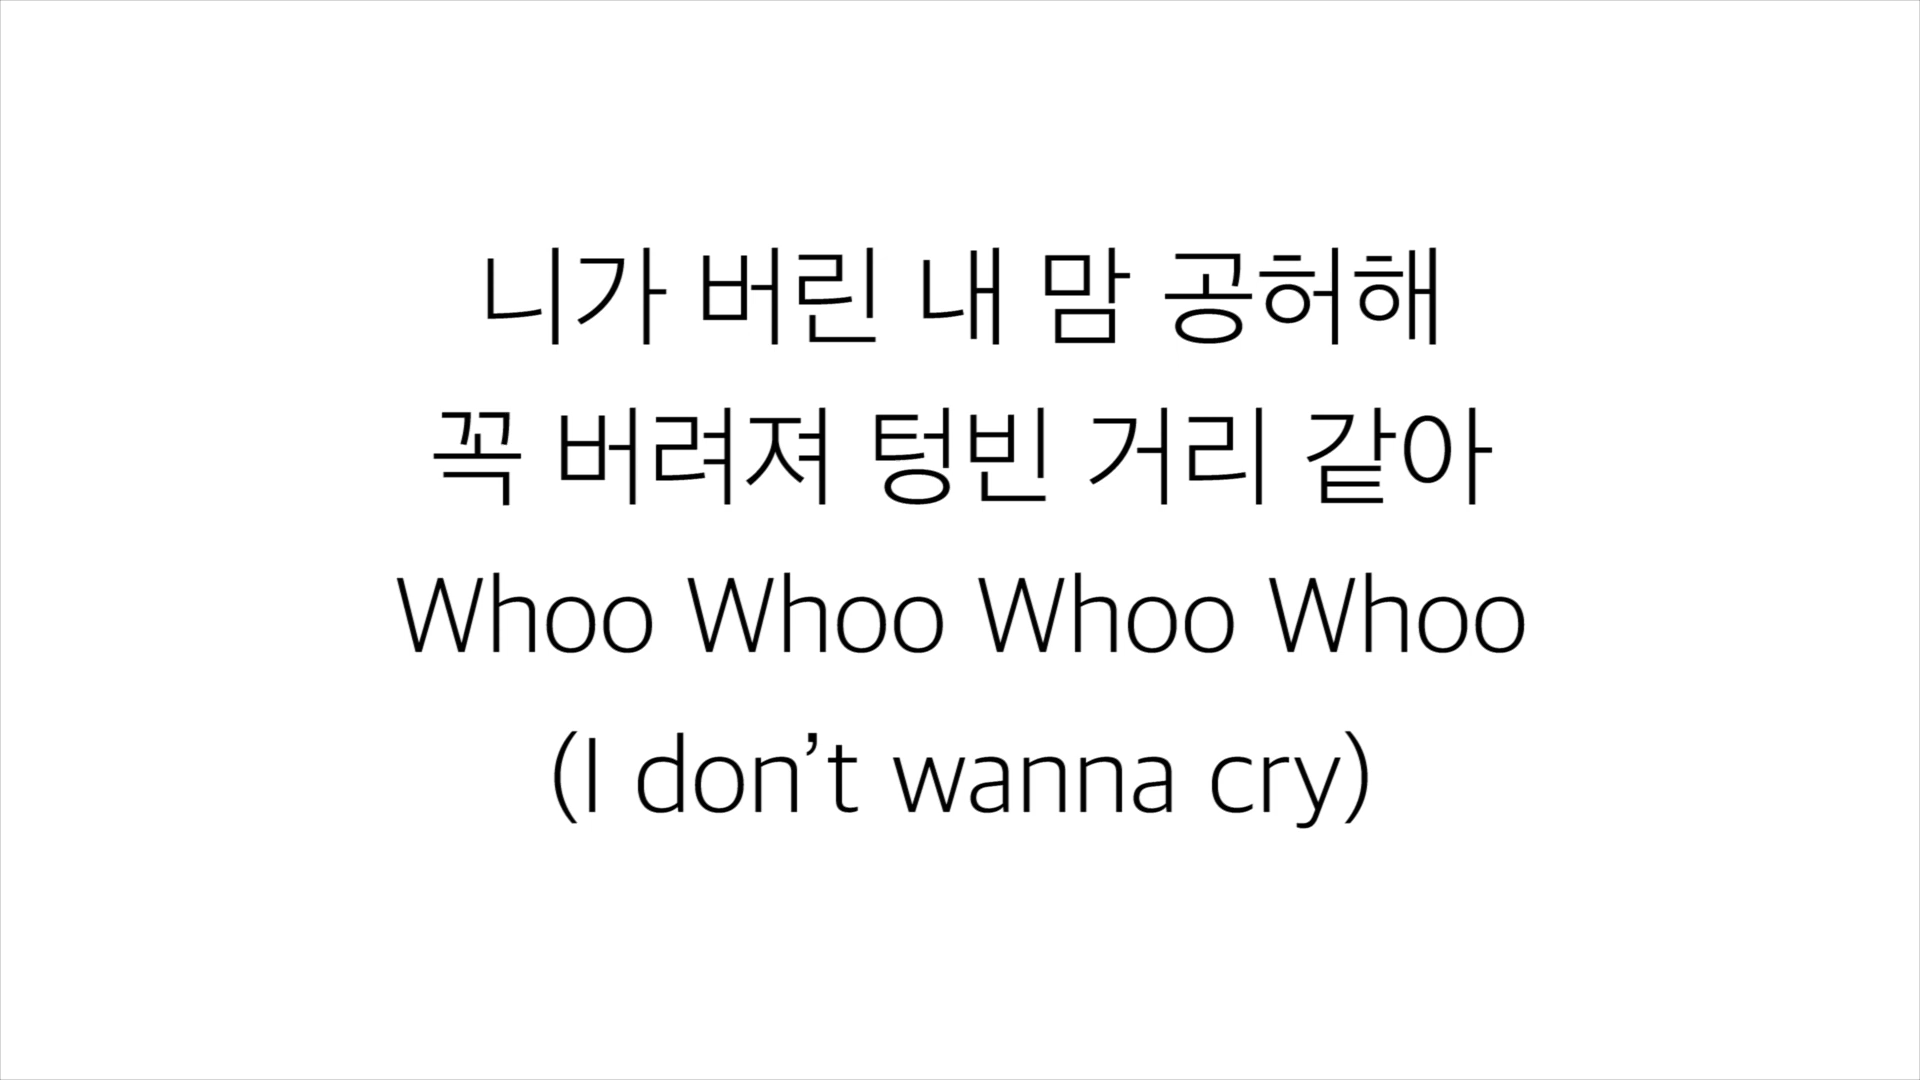 니가 버린 내 맘 공허해
꼭 버려져 텅빈 거리 같아
Whoo Whoo Whoo Whoo
(I don’t wanna cry)